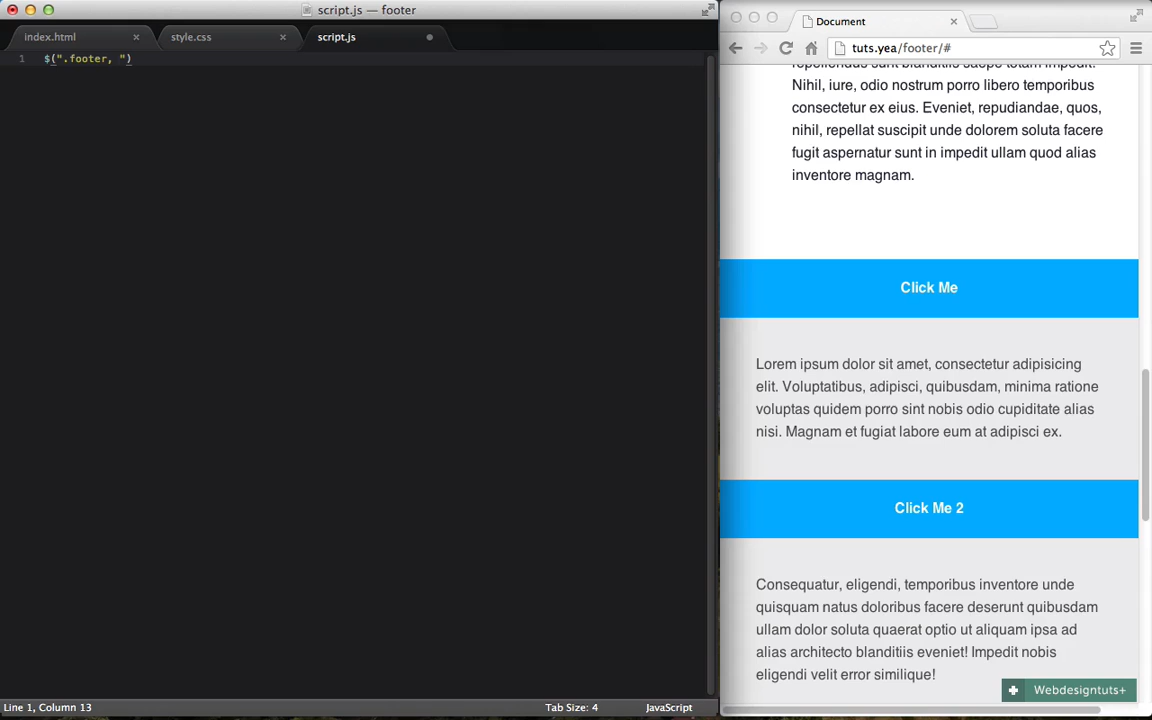 script.js — footer
index.html
style.css
script.js
1 $(".footer, ")
Line 1, Column 13
Tab Size: 4
JavaScript
Document
tuts.yea/footer/#
repellendus sunt blanditiis saepe totam impedit.
Nihil, iure, odio nostrum porro libero temporibus
consectetur ex eius. Eveniet, repudiandae, quos,
nihil, repellat suscipit unde dolorem soluta facere
fugit aspernatur sunt in impedit ullam quod alias
inventore magnam.
Click Me
Lorem ipsum dolor sit amet, consectetur adipisicing
elit. Voluptatibus, adipisci, quibusdam, minima ratione
voluptas quidem porro sint nobis odio cupiditate alias
nisi. Magnam et fugiat labore eum at adipisci ex.
Click Me 2
Consequatur, eligendi, temporibus inventore unde
quisquam natus doloribus facere deserunt quibusdam
ullam dolor soluta quaerat optio ut aliquam ipsa ad
alias architecto blanditiis eveniet! Impedit nobis
eligendi velit error similique!
Webdesigntuts+